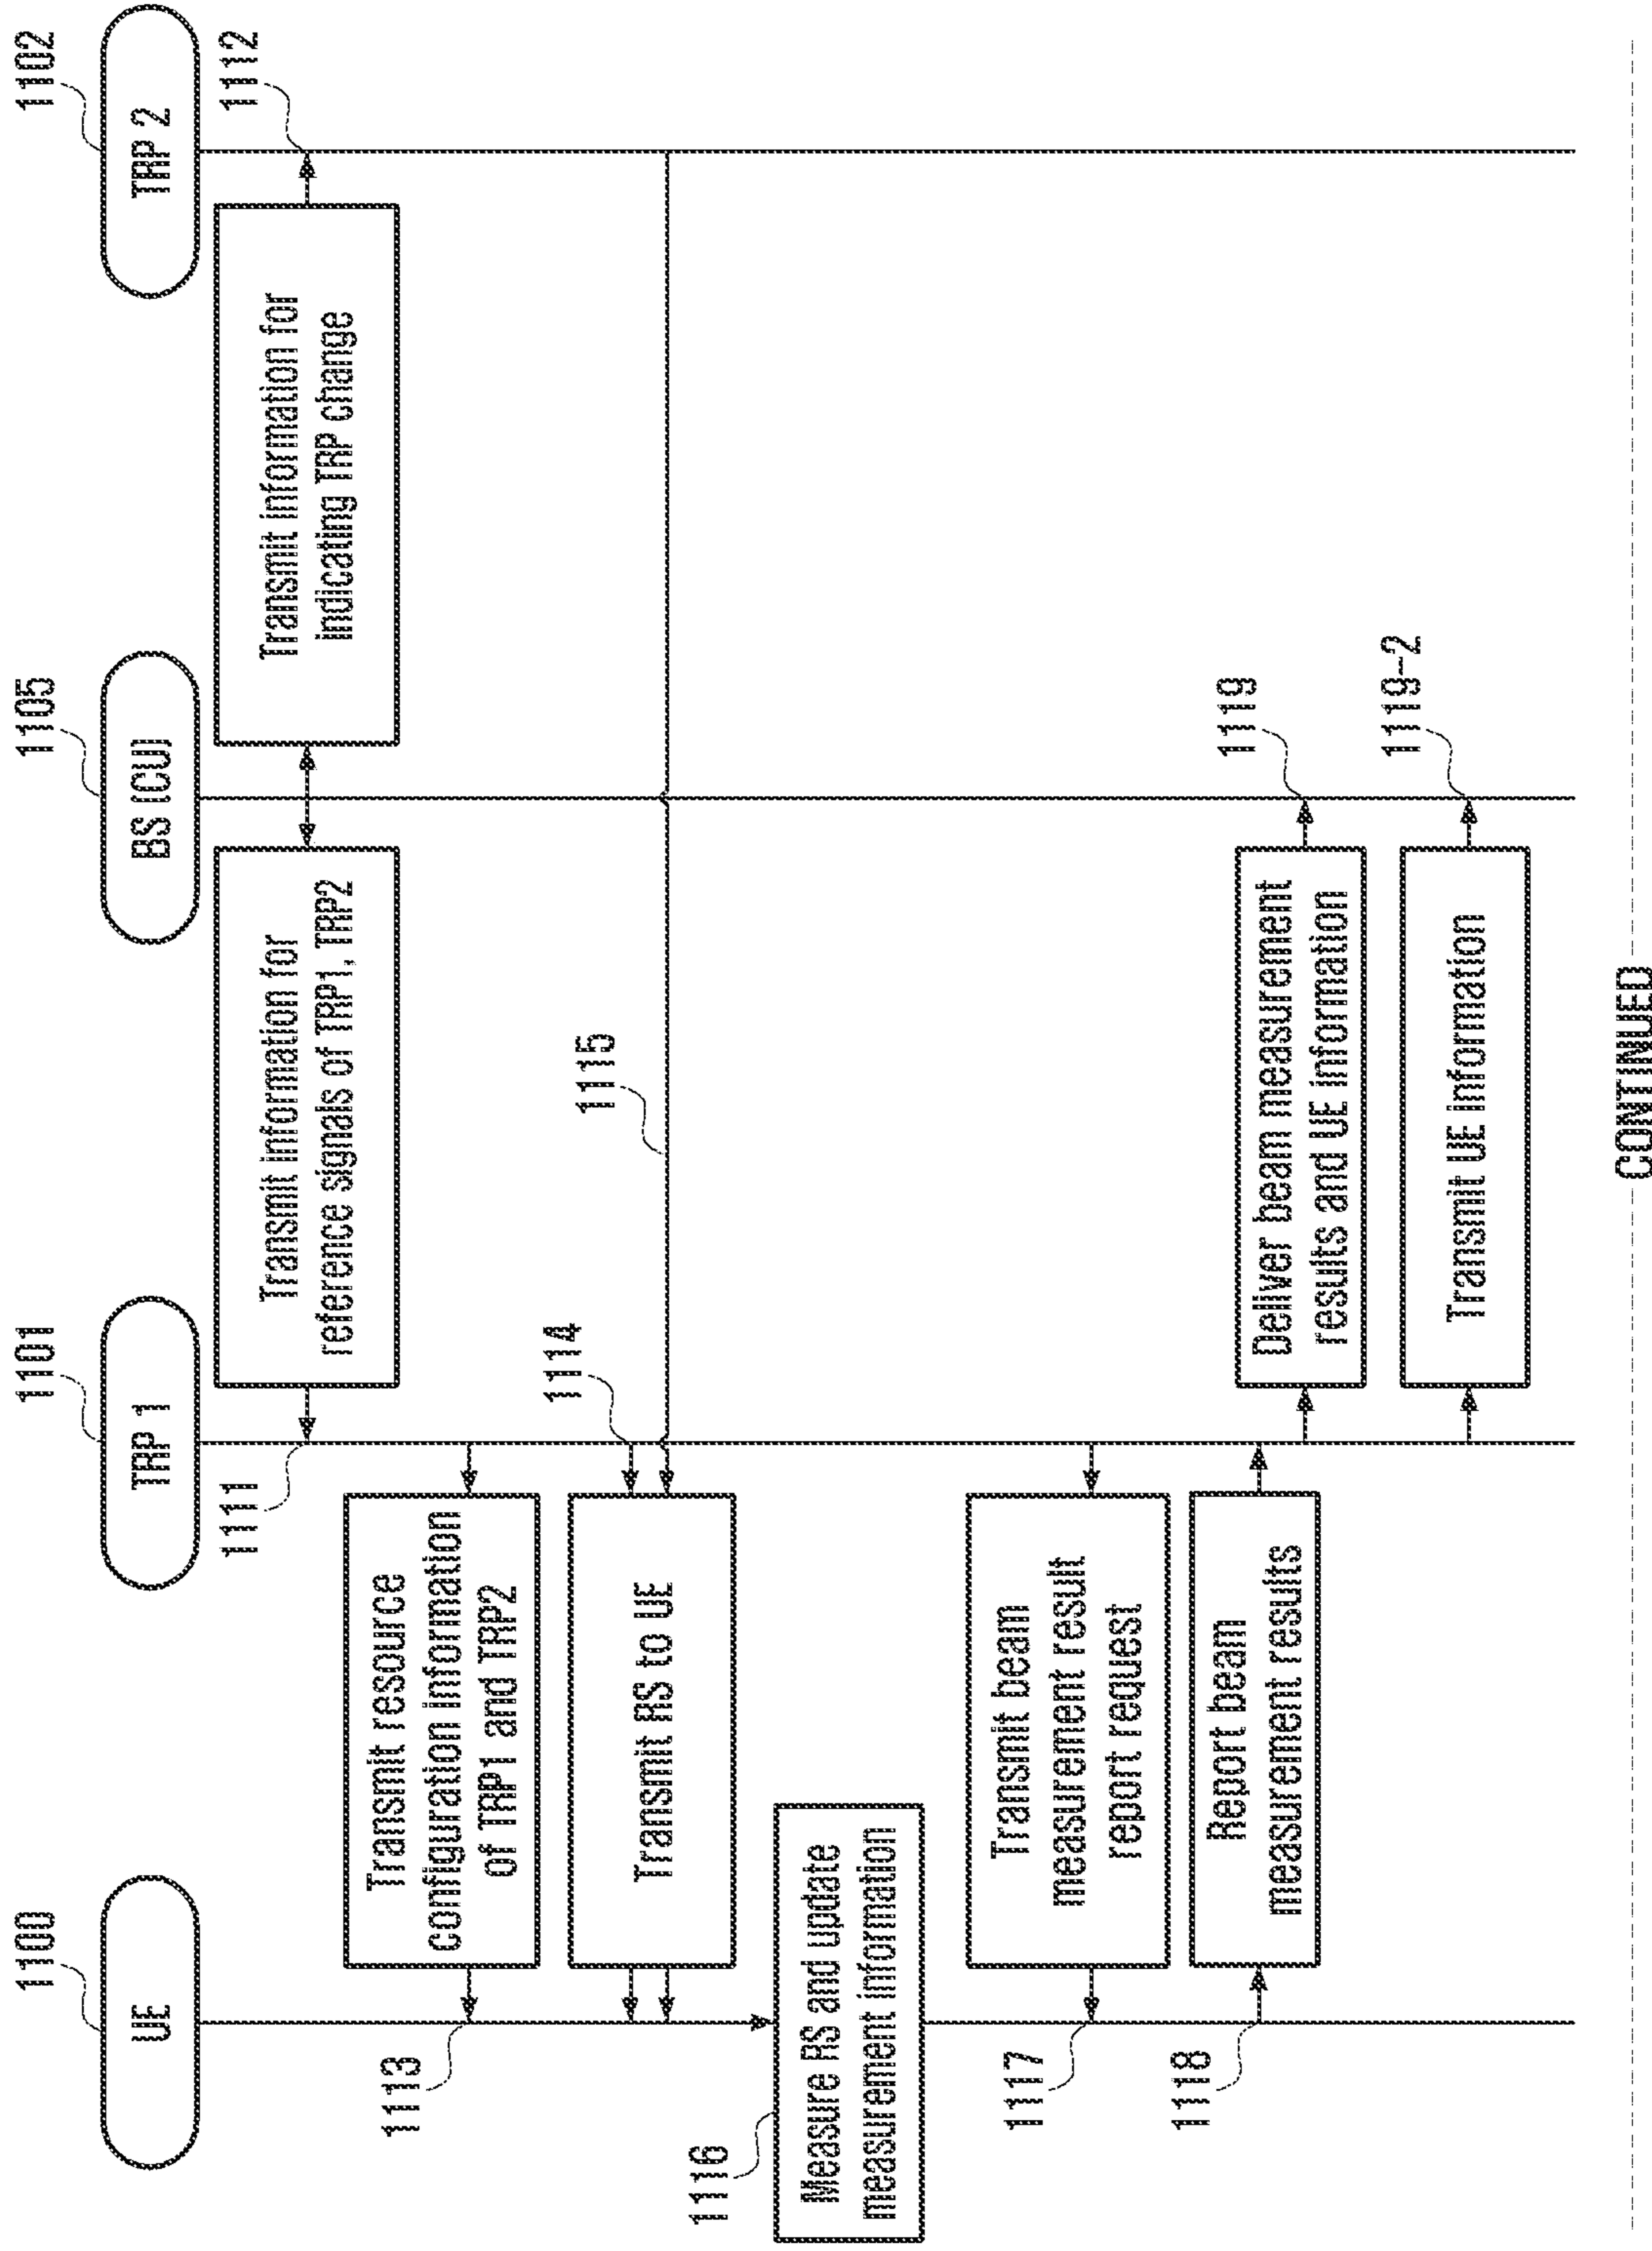 1100
UE
1101
TRP 1
1105
BS (CU)
1102
TRP 2
1111
Transmit information for
reference signals of TRP1, TRP2
Transmit information for
indicating TRP change
1112
1113
Transmit resource
configuration information
of TRP1 and TRP2
1114
Transmit RS to UE
1115
1116
Measure RS and update
measurement information
1117
Transmit beam
measurement result
report request
1118
Report beam
measurement results
Deliver beam measurement
results and UE information
1119
Transmit UE information
1119-2
CONTINUED